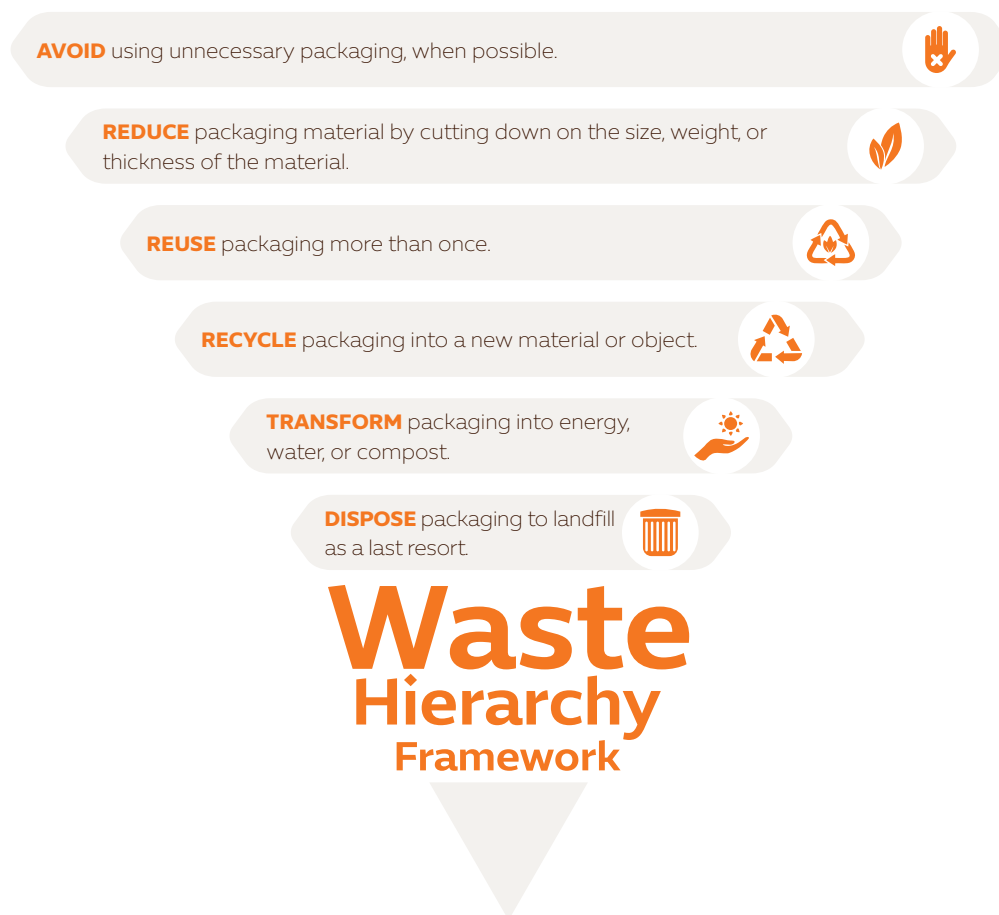 AVOID using unnecessary packaging, when possible.
REDUCE packaging material by cutting down on the size, weight, or
thickness of the material.
REUSE packaging more than once.
RECYCLE packaging into a new material or object.
TRANSFORM packaging into energy,
water, or compost.
DISPOSE packaging to landfill
as a last resort.
Waste
Hierarchy
Framework